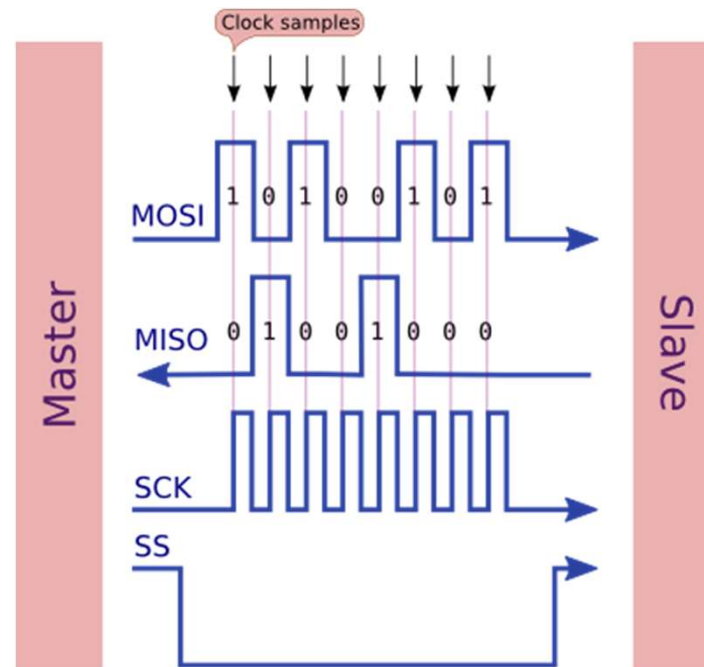 Clock samples
MOSI
1 0 1 0 0 1 0 1
MISO
0 1 0 0 1 0 0 0
SCK
SS
Master
Slave